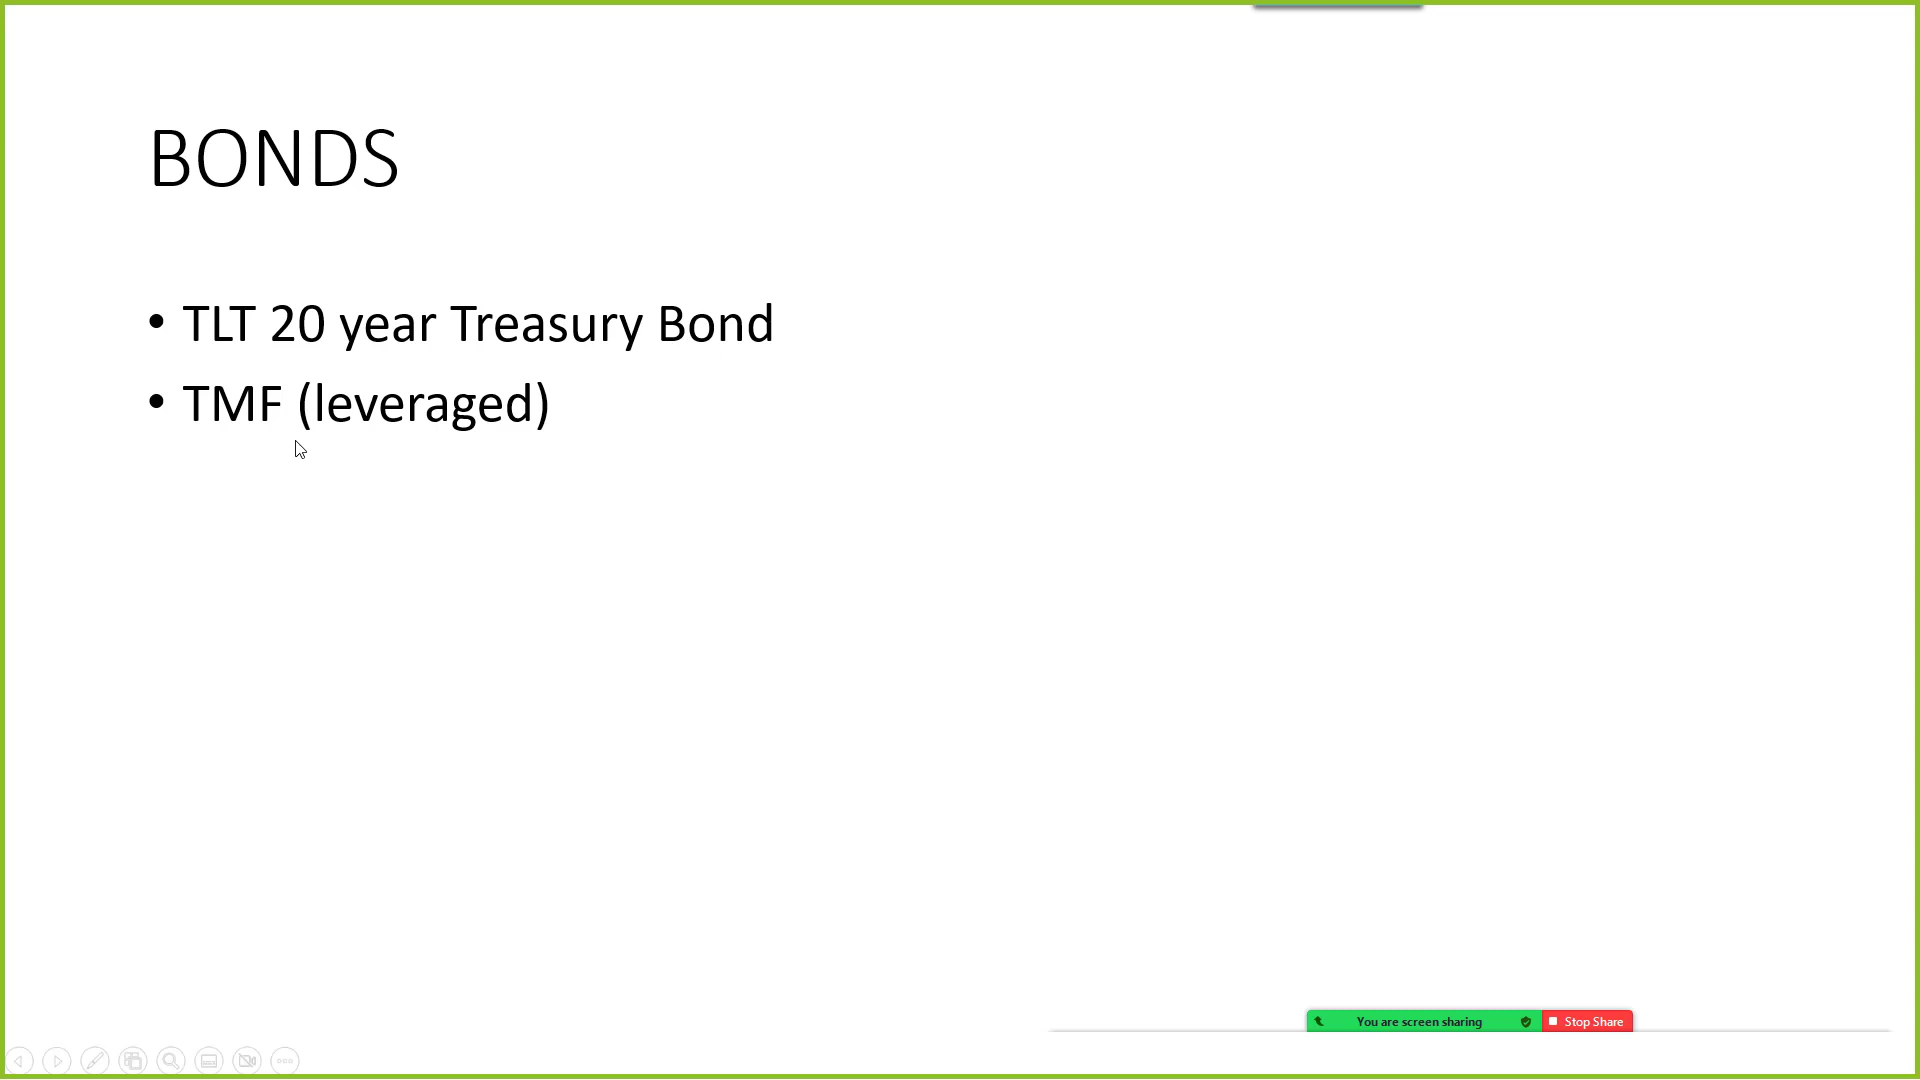 BONDS
• TLT 20 year Treasury Bond
• TMF (leveraged)
You are screen sharing
Stop Share